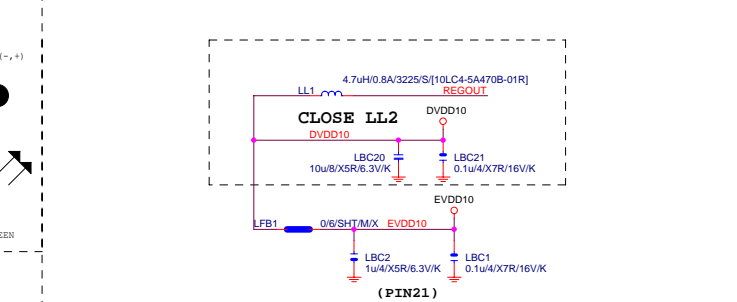 (-,+)
4.7uH/0.8A/3225/S/[10LC4-5A470B-01R]
LL1 REGOUT
CLOSE LL2
DVDD10
DVDD10
LBC20
10u/8/X5R/6.3V/K
LBC21
0.1u/4/X7R/16V/K
EVDD10
LFB1 0/6/SHT/M/X EVDD10
EEN
LBC2
1u/4/X5R/6.3V/K
LBC1
0.1u/4/X7R/16V/K
(PIN21)